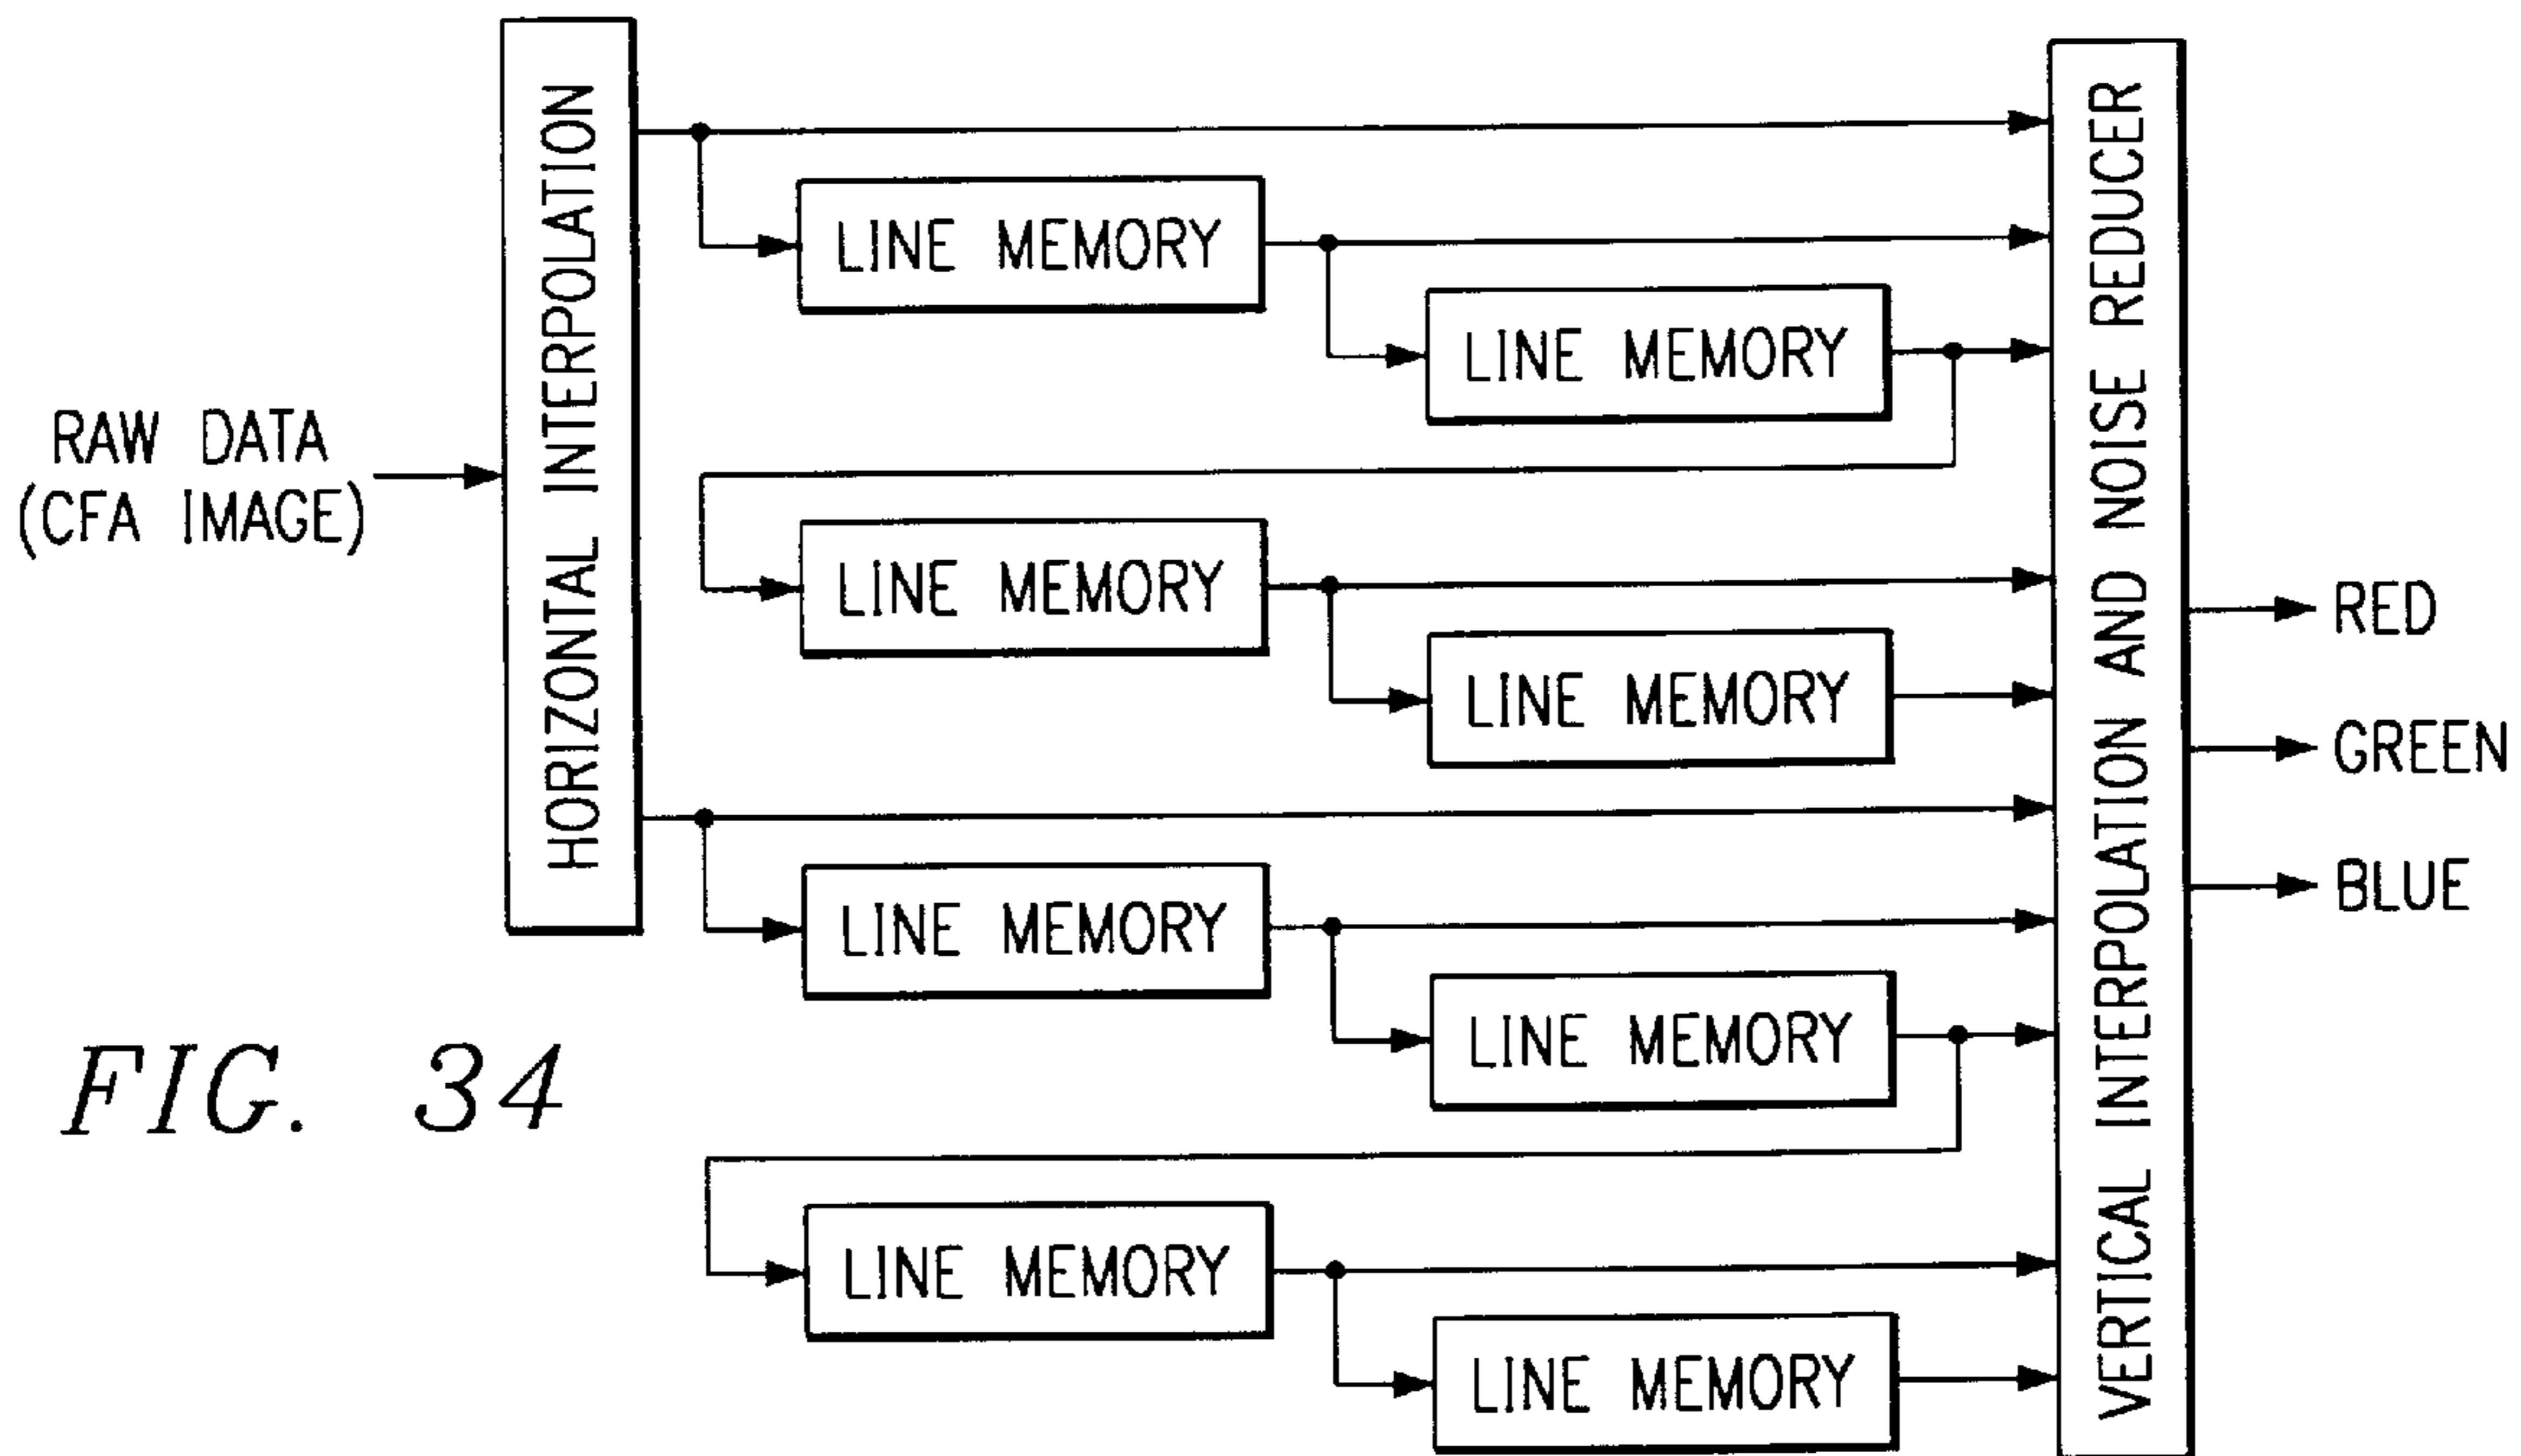 HORIZONTAL INTERPOLATION
VERTICAL INTERPOLATION AND NOISE REDUCER
LINE MEMORY
LINE MEMORY
RAW DATA
(CFA IMAGE)
LINE MEMORY
LINE MEMORY
RED
GREEN
BLUE
LINE MEMORY
LINE MEMORY
FIG. 34
LINE MEMORY
LINE MEMORY